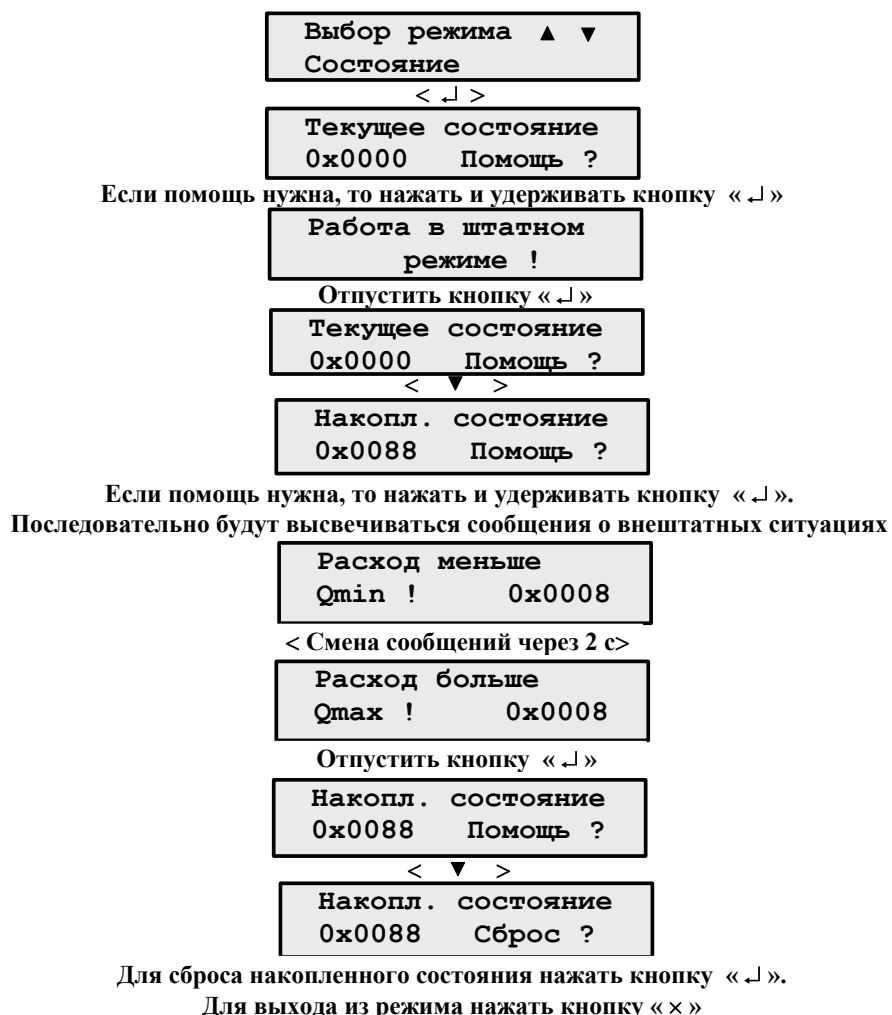 Выбор режима ▲ ▼
Состояние
< ↵ >
Текущее состояние
0x0000 Помощь ?
Если помощь нужна, то нажать и удерживать кнопку « ↵ »
Работа в штатном
режиме !
Отпустить кнопку « ↵ »
Текущее состояние
0x0000 Помощь ?
< ▼ >
Накопл. состояние
0x0088 Помощь ?
Если помощь нужна, то нажать и удерживать кнопку « ↵ ».
Последовательно будут высвечиваться сообщения о внештатных ситуациях
Расход меньше
Qmin ! 0x0008
< Смена сообщений через 2 с>
Расход больше
Qmax ! 0x0008
Отпустить кнопку « ↵ »
Накопл. состояние
0x0088 Помощь ?
< ▼ >
Накопл. состояние
0x0088 Сброс ?
Для сброса накопленного состояния нажать кнопку « ↵ ».
Для выхода из режима нажать кнопку « × »